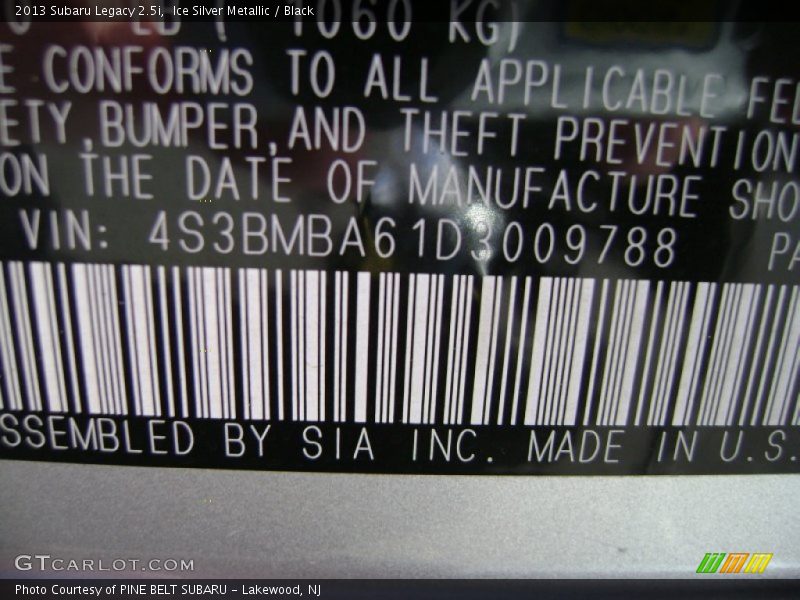 2013 Subaru Legacy 2.5i, Ice Silver Metallic / Black
1060 KG)
E CONFORMS TO ALL APPLICABLE FED
ETY,BUMPER,AND THEFT PREVENTION
ON THE DATE OF MANUFACTURE SHO
VIN: 4S3BMBA61D3009788 PA
SSEMBLED BY SIA INC. MADE IN U.S.
GTCARLOT.COM
Photo Courtesy of PINE BELT SUBARU - Lakewood, NJ